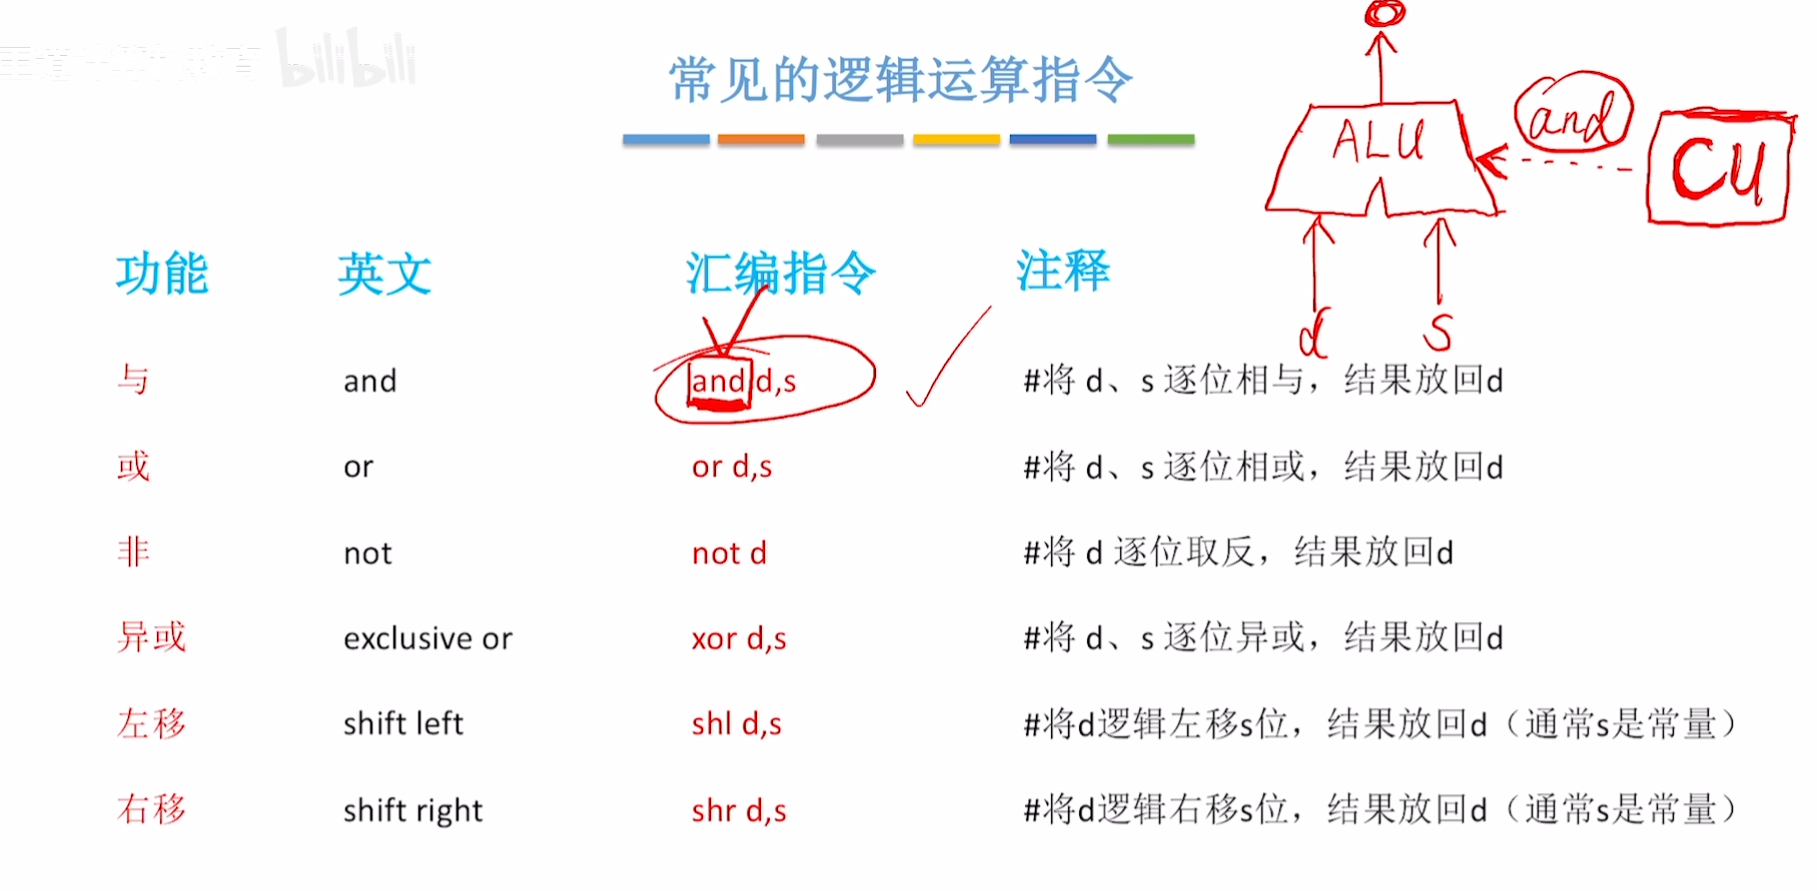 bilibili
常见的逻辑运算指令
and
ALU
CU
d s
功能 英文 汇编指令 注释
与 and and d,s #将 d、s 逐位相与，结果放回d
或 or or d,s #将 d、s 逐位相或，结果放回d
非 not not d #将 d 逐位取反，结果放回d
异或 exclusive or xor d,s #将 d、s 逐位异或，结果放回d
左移 shift left shl d,s #将d逻辑左移s位，结果放回d（通常s是常量）
右移 shift right shr d,s #将d逻辑右移s位，结果放回d（通常s是常量）